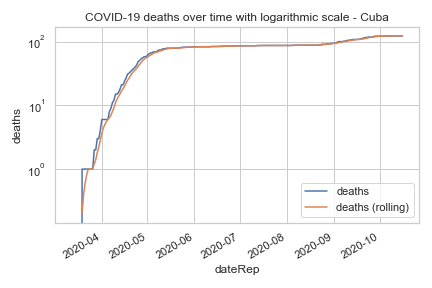 COVID-19 deaths over time with logarithmic scale - Cuba
deaths
10²
10¹
10⁰
deaths
deaths (rolling)
2020-04
2020-05
2020-06
2020-07
2020-08
2020-09
2020-10
dateRep